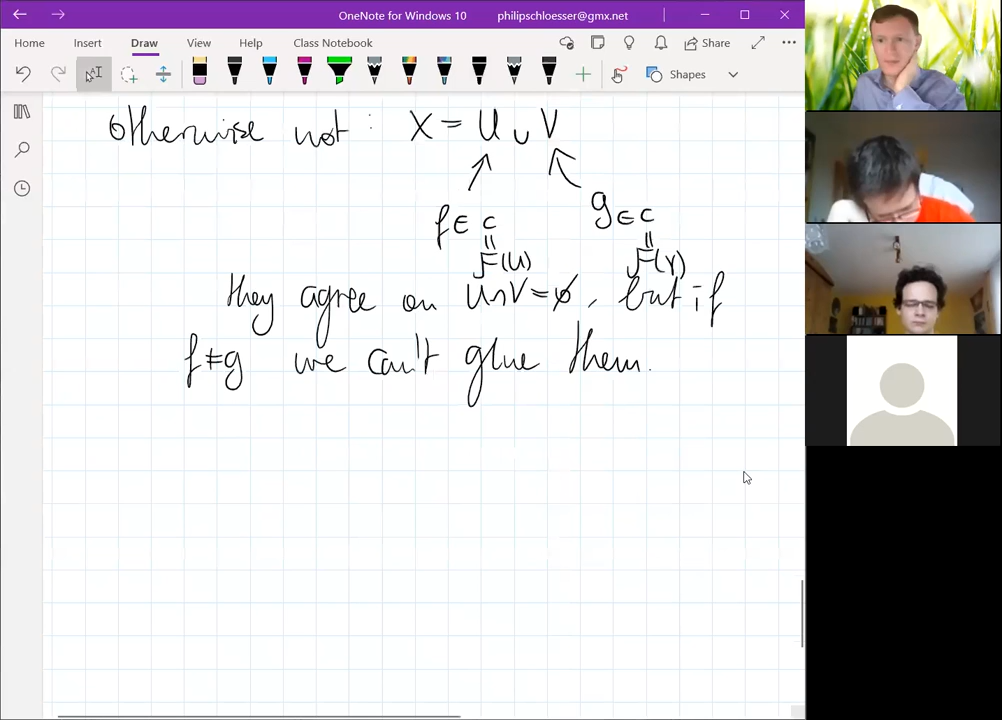 OneNote for Windows 10
philipschloesser@gmx.net
Home Insert Draw View Help Class Notebook Share
Shapes
otherwise not : X = U ∪ V
f ∈ C g ∈ C
F(U) F(V)
they agree on U∩V = ∅, but if
f ≠ g we can't glue them.